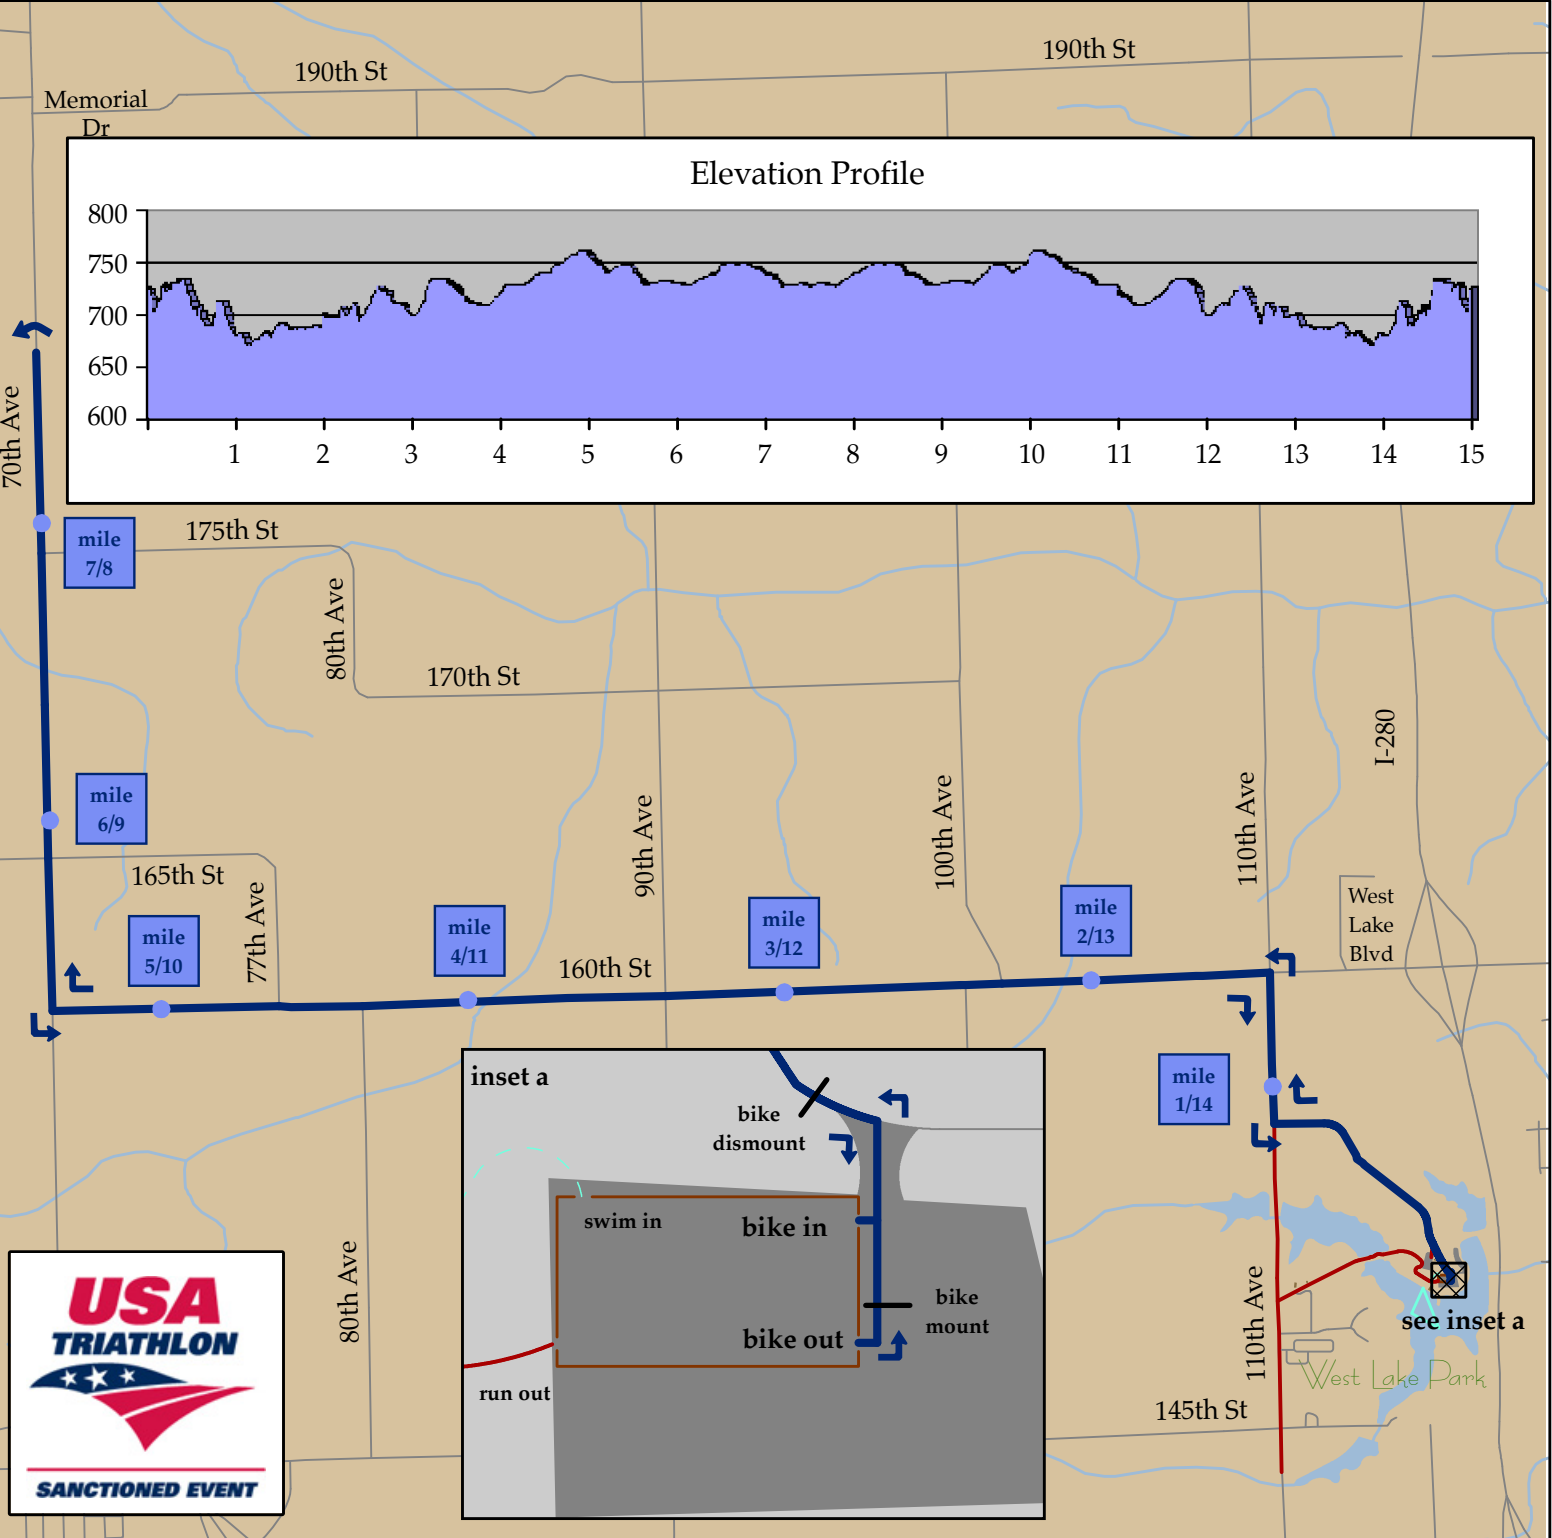 190th St
190th St
Memorial
Dr
Elevation Profile
800
750
700
650
600
1 2 3 4 5 6 7 8 9 10 11 12 13 14 15
70th Ave
mile
7/8
175th St
80th Ave
170th St
I-280
mile
6/9
165th St
77th Ave
90th Ave
100th Ave
110th Ave
West
Lake
Blvd
mile
5/10
mile
4/11
160th St
mile
3/12
mile
2/13
mile
1/14
inset a
bike
dismount
swim in
bike in
bike
mount
bike out
run out
80th Ave
110th Ave
see inset a
West Lake Park
145th St
USA
TRIATHLON
SANCTIONED EVENT